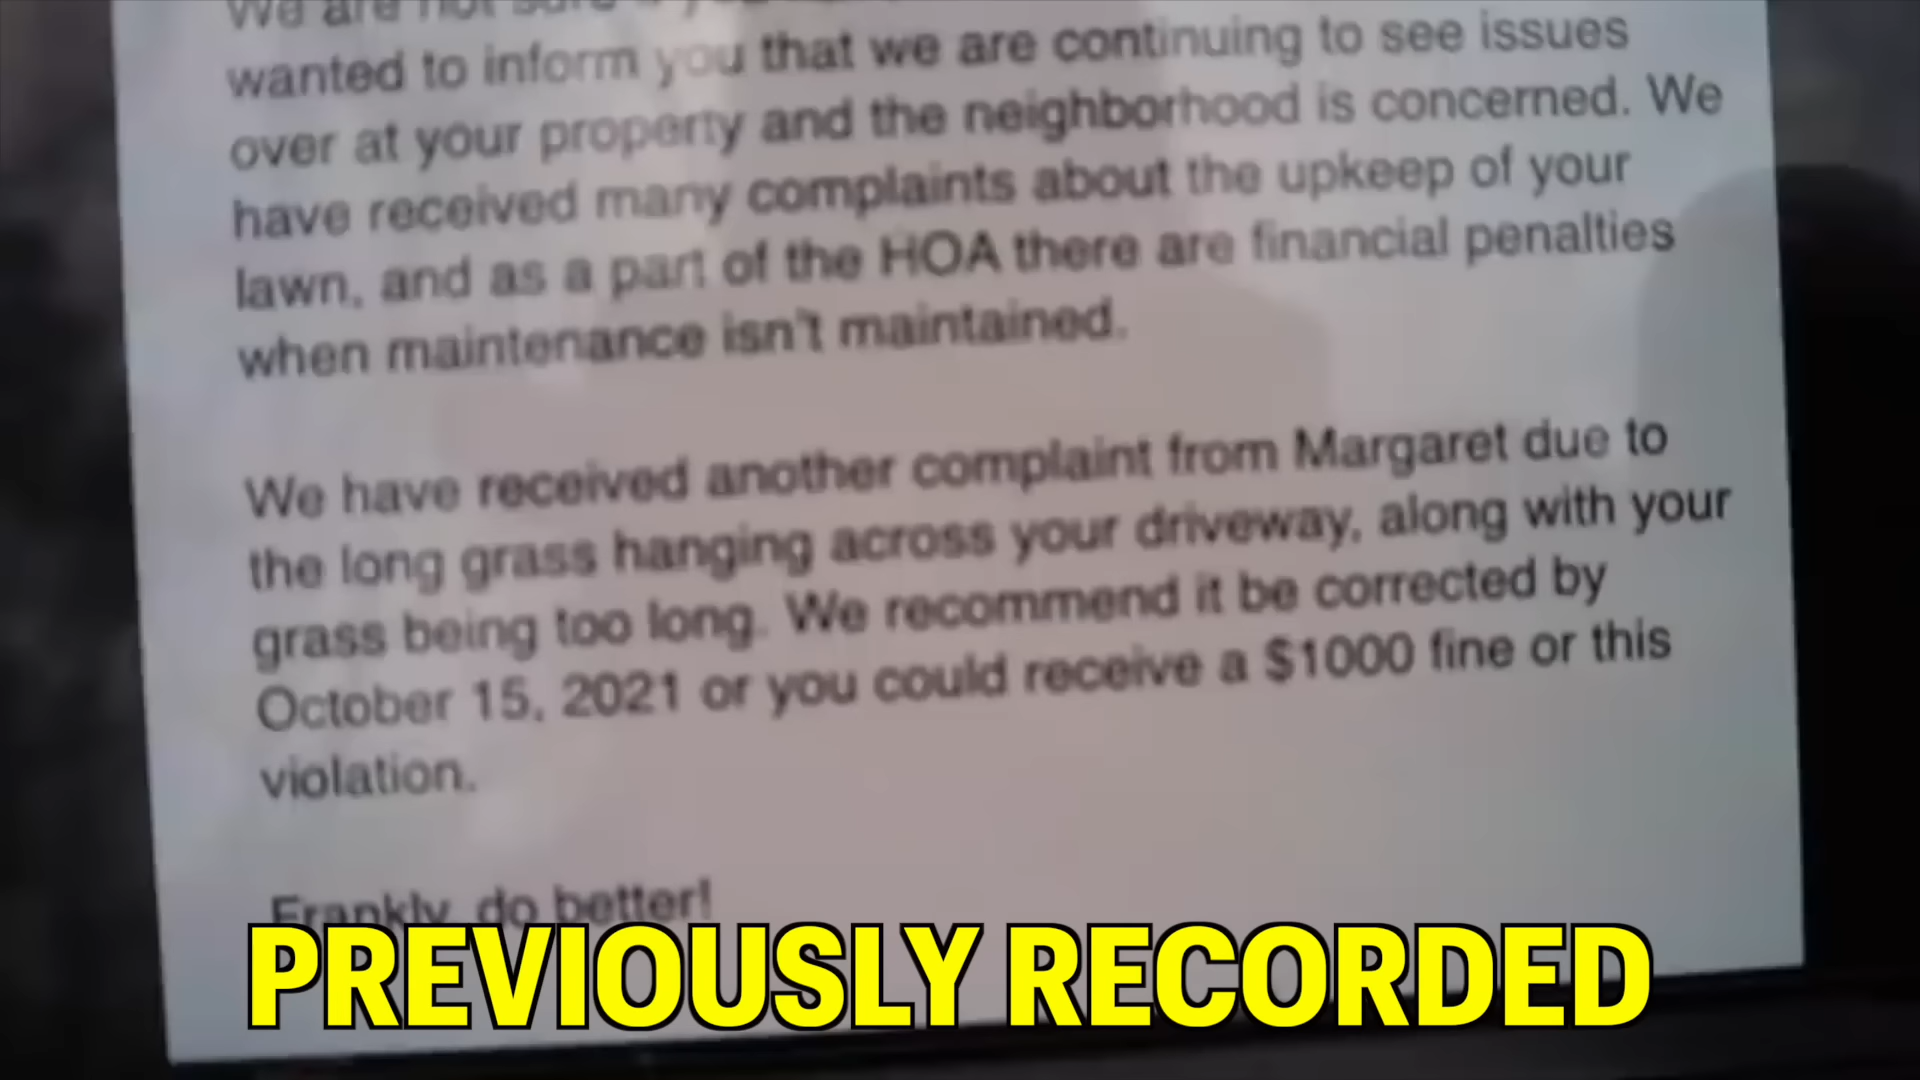 We are not sure
wanted to inform you that we are continuing to see issues
over at your property and the neighborhood is concerned. We
have received many complaints about the upkeep of your
lawn, and as a part of the HOA there are financial penalties
when maintenance isn't maintained.
We have received another complaint from Margaret due to
the long grass hanging across your driveway, along with your
grass being too long. We recommend it be corrected by
October 15, 2021 or you could receive a $1000 fine or this
violation.
Frankly, do better!
PREVIOUSLY RECORDED